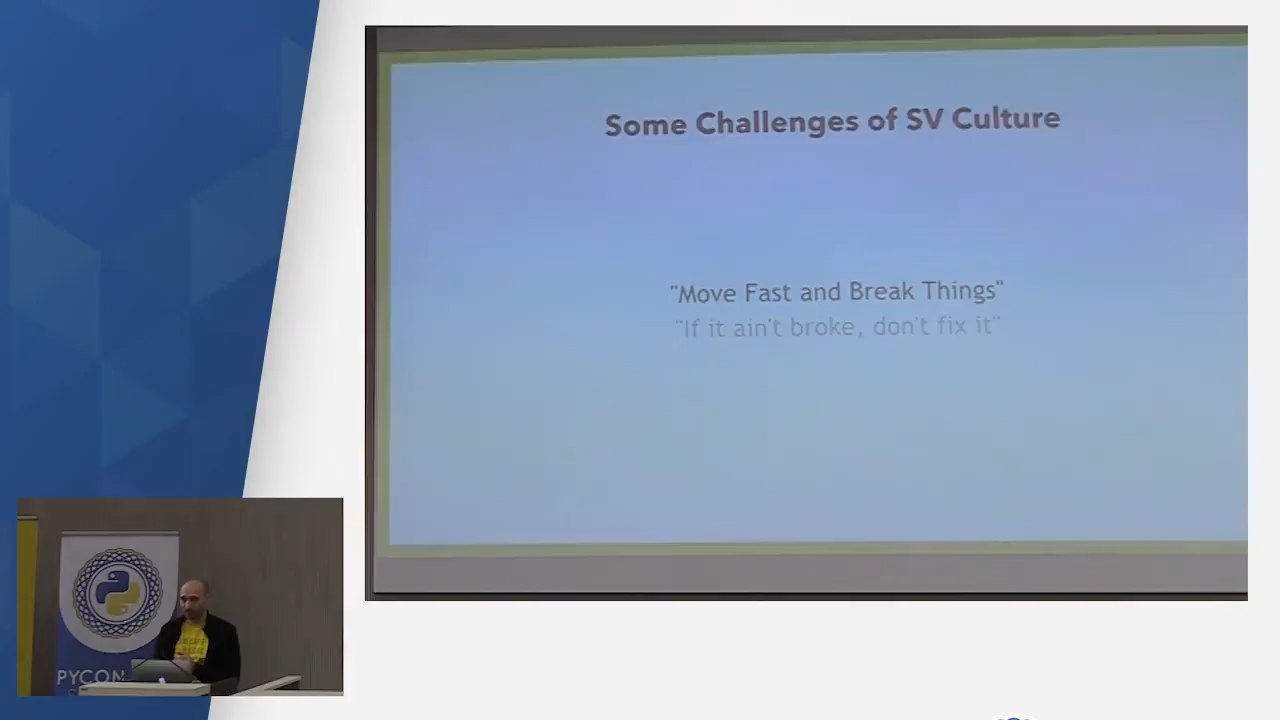 Some Challenges of SV Culture
"Move Fast and Break Things"
"If it ain't broke, don't fix it"
PYCON